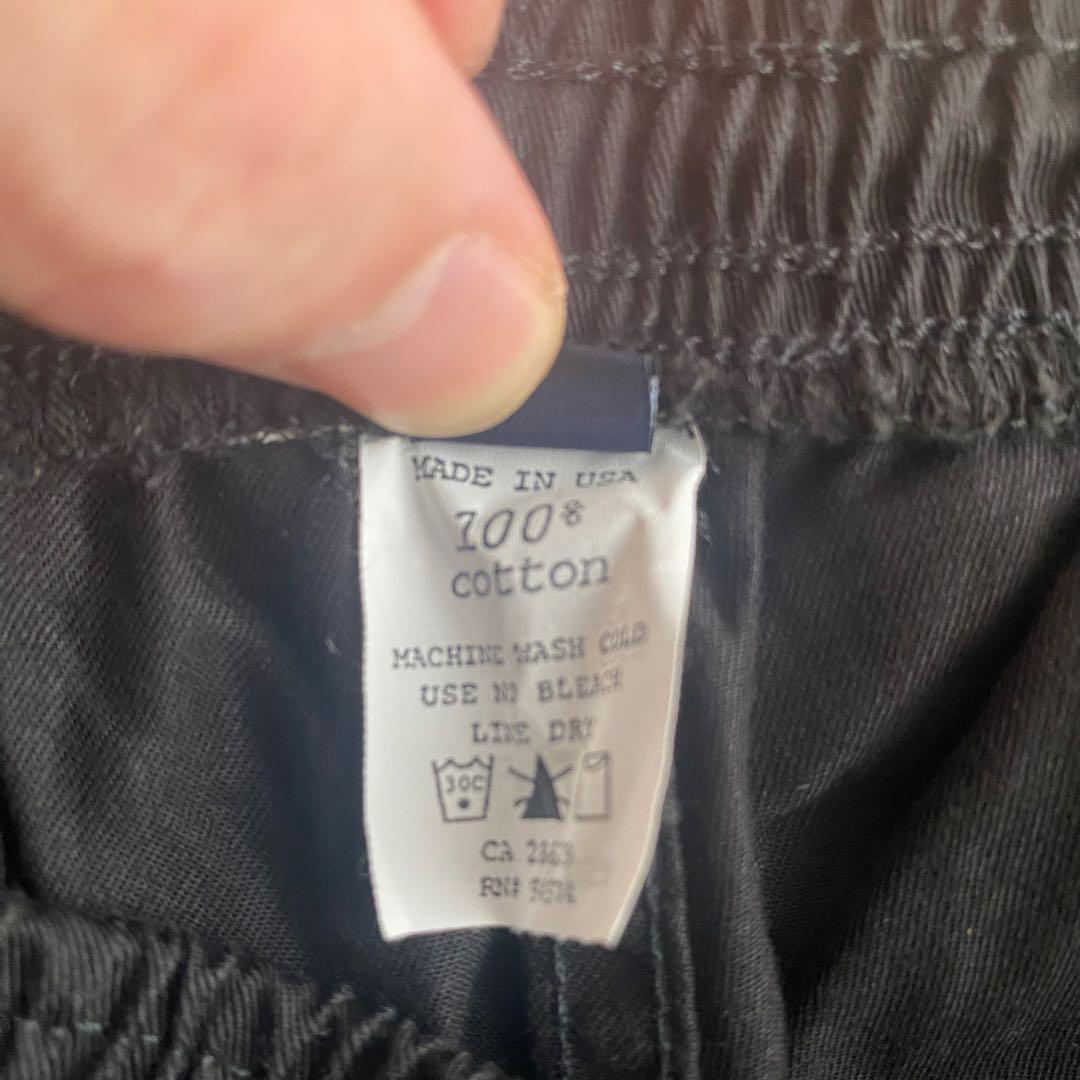 MADE IN USA
100%
cotton
MACHINE WASH COLD
USE NO BLEACH
LINE DRY
30C
CA
RN#